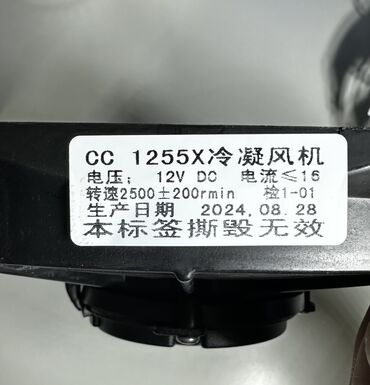 CC 1255X冷凝风机
电压: 12V DC 电流≤16
转速2500±200rmin 检1-01
生产日期 2024.08.28
本标签撕毁无效